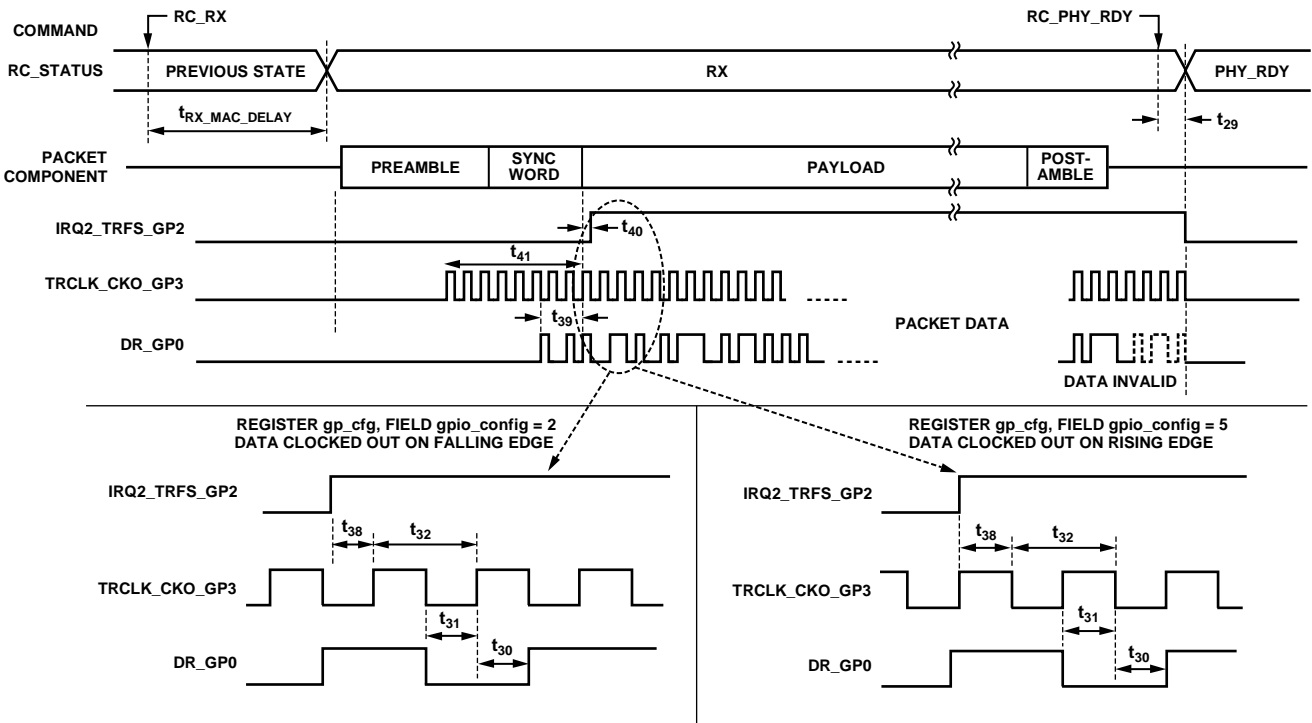 RC_RX
RC_PHY_RDY
COMMAND
RC_STATUS
PREVIOUS STATE
RX
PHY_RDY
tRX_MAC_DELAY
t29
PACKET
COMPONENT
PREAMBLE
SYNC
WORD
PAYLOAD
POST-
AMBLE
IRQ2_TRFS_GP2
t40
t41
TRCLK_CKO_GP3
t39
PACKET DATA
DR_GP0
DATA INVALID
REGISTER gp_cfg, FIELD gpio_config = 2
DATA CLOCKED OUT ON FALLING EDGE
IRQ2_TRFS_GP2
t38
t32
TRCLK_CKO_GP3
t31
t30
DR_GP0
REGISTER gp_cfg, FIELD gpio_config = 5
DATA CLOCKED OUT ON RISING EDGE
IRQ2_TRFS_GP2
t38
t32
TRCLK_CKO_GP3
t31
t30
DR_GP0